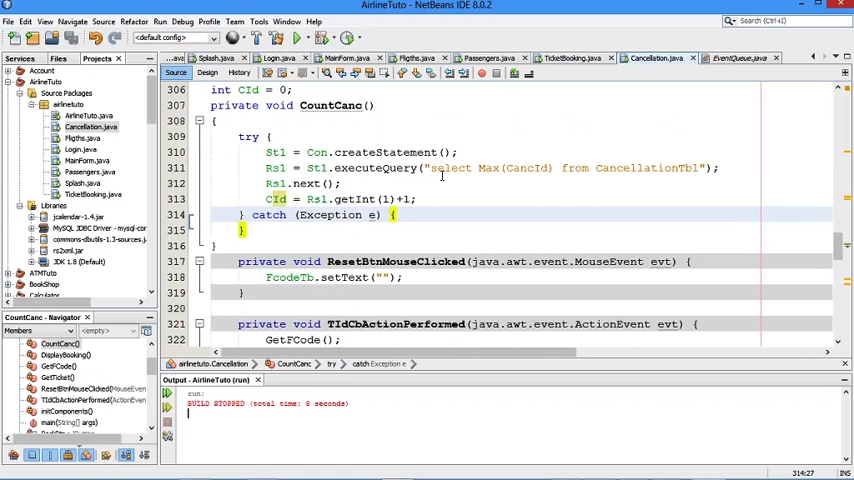 AirlineTuto - NetBeans IDE 8.0.2
File Edit View Navigate Source Refactor Run Debug Profile Team Tools Window Help
Search (Ctrl+I)
<default config>
Services Files Projects
Splash.java Login.java MainForm.java Fligths.java Passengers.java TicketBooking.java Cancellation.java EventQueue.java
Source Design History
Account
AirlineTuto
Source Packages
airlinetuto
AirlineTuto.java
Cancellation.java
Fligths.java
Login.java
MainForm.java
Passengers.java
Splash.java
TicketBooking.java
Libraries
jcalendar-1.4.jar
MySQL JDBC Driver - mysql
commons-dbutils-1.3-sources.j
rs2xml.jar
JDK 1.8 (Default)
ATMTuto
BookShop
Calculator
306 int CId = 0;
307 private void CountCanc()
308 {
309 try {
310 St1 = Con.createStatement();
311 Rs1 = St1.executeQuery("select Max(CancId) from CancellationTbl");
312 Rs1.next();
313 CId = Rs1.getInt(1)+1;
314 } catch (Exception e) {
315 }
316 }
317 private void ResetBtnMouseClicked(java.awt.event.MouseEvent evt) {
318 FcodeTb.setText("");
319 }
320
321 private void TIdCbActionPerformed(java.awt.event.ActionEvent evt) {
322 GetFCode();
CountCanc - Navigator
Members <empty>
CountCanc()
DisplayBooking()
GetFCode()
GetTicket()
ResetBtnMouseClicked(MouseE
TIdCbActionPerformed(ActionE
initComponents()
main(String[] args)
airlinetuto.Cancellation CountCanc try catch Exception e
Output - AirlineTuto (run)
run:
BUILD STOPPED (total time: 8 seconds)
314:27 INS